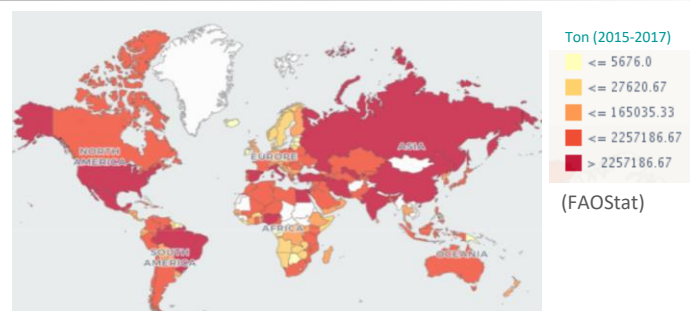 Ton (2015-2017)
<= 5676.0
<= 27620.67
<= 165035.33
<= 2257186.67
> 2257186.67
(FAOStat)
NORTH
AMERICA
EUROPE
ASIA
AFRICA
SOUTH
AMERICA
OCEANIA